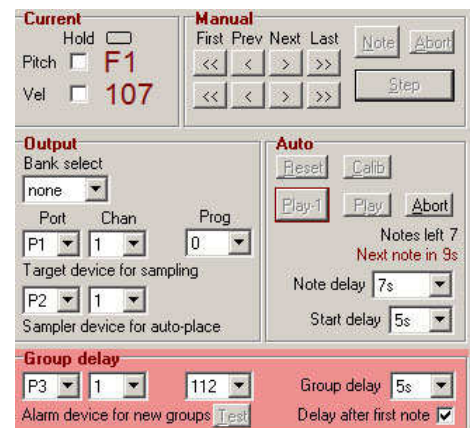 Current
Hold
Pitch F1
Vel 107
Manual
First Prev Next Last
<< < > >>
<< < > >>
Note Abort
Step
Output
Bank select
none
Port Chan Prog
P1 1 0
Target device for sampling
P2 1
Sampler device for auto-place
Auto
Reset Calib
Play-1 Play Abort
Notes left 7
Next note in 9s
Note delay 7s
Start delay 5s
Group delay
P3 1 112 Group delay 5s
Alarm device for new groups Test Delay after first note